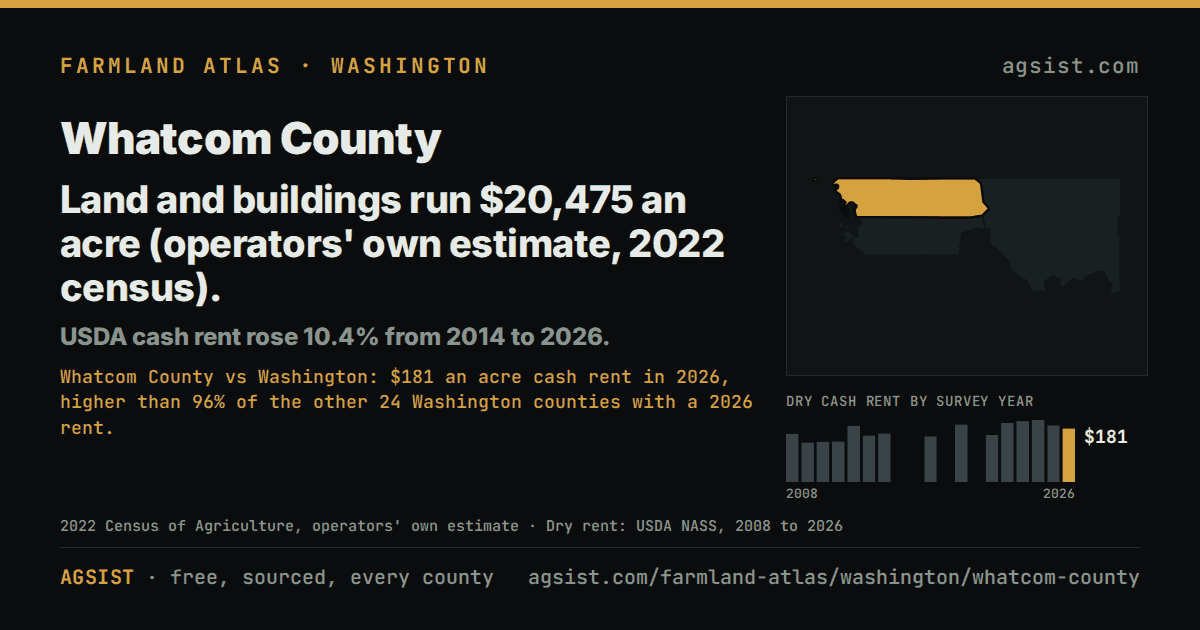 FARMLAND ATLAS · WASHINGTON
agsist.com
Whatcom County
Land and buildings run $20,475 an
acre (operators' own estimate, 2022
census).
USDA cash rent rose 10.4% from 2014 to 2026.
Whatcom County vs Washington: $181 an acre cash rent in 2026,
higher than 96% of the other 24 Washington counties with a 2026
rent.
DRY CASH RENT BY SURVEY YEAR
$181
2008
2026
2022 Census of Agriculture, operators' own estimate · Dry rent: USDA NASS, 2008 to 2026
AGSIST · free, sourced, every county
agsist.com/farmland-atlas/washington/whatcom-county